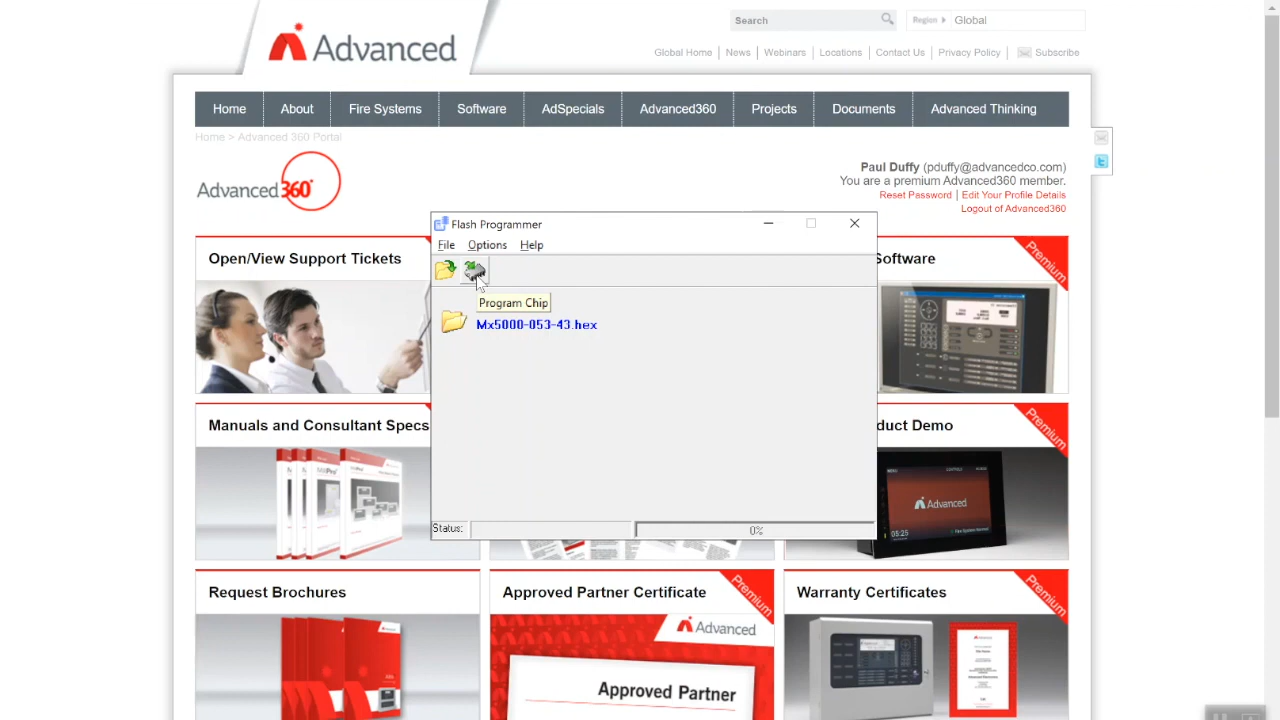 Search
Region
Global
Advanced
Global Home
News
Webinars
Locations
Contact Us
Privacy Policy
Subscribe
Home
About
Fire Systems
Software
AdSpecials
Advanced360
Projects
Documents
Advanced Thinking
Home > Advanced 360 Portal
Advanced 360
Paul Duffy (pduffy@advancedco.com)
You are a premium Advanced360 member.
Reset Password | Edit Your Profile Details
Logout of Advanced360
Flash Programmer
File Options Help
Program Chip
Mx5000-053-43.hex
Status:
0%
Open/View Support Tickets
Software
Premium
Manuals and Consultant Specs
duct Demo
Premium
Advanced
05:25
Request Brochures
Approved Partner Certificate
Premium
Advanced
Approved Partner
Warranty Certificates
Premium